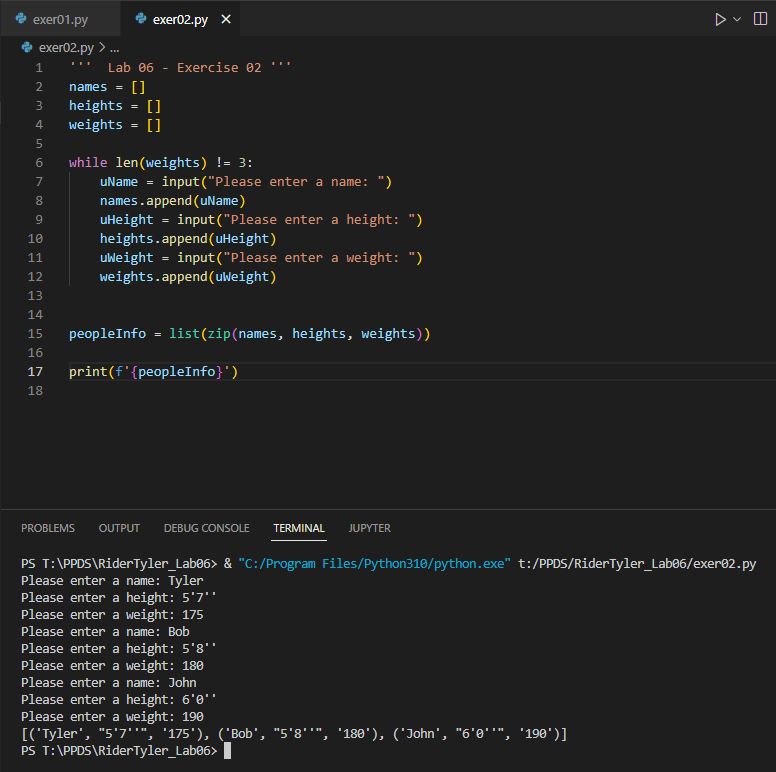 exer01.py
exer02.py
exer02.py > ...
1 '''  Lab 06 - Exercise 02 '''
2 names = []
3 heights = []
4 weights = []
5
6 while len(weights) != 3:
7     uName = input("Please enter a name: ")
8     names.append(uName)
9     uHeight = input("Please enter a height: ")
10     heights.append(uHeight)
11     uWeight = input("Please enter a weight: ")
12     weights.append(uWeight)
13
14
15 peopleInfo = list(zip(names, heights, weights))
16
17 print(f'{peopleInfo}')
18
PROBLEMS OUTPUT DEBUG CONSOLE TERMINAL JUPYTER
PS T:\PPDS\RiderTyler_Lab06> & "C:/Program Files/Python310/python.exe" t:/PPDS/RiderTyler_Lab06/exer02.py
Please enter a name: Tyler
Please enter a height: 5'7''
Please enter a weight: 175
Please enter a name: Bob
Please enter a height: 5'8''
Please enter a weight: 180
Please enter a name: John
Please enter a height: 6'0''
Please enter a weight: 190
[('Tyler', "5'7''", '175'), ('Bob', "5'8''", '180'), ('John', "6'0''", '190')]
PS T:\PPDS\RiderTyler_Lab06>